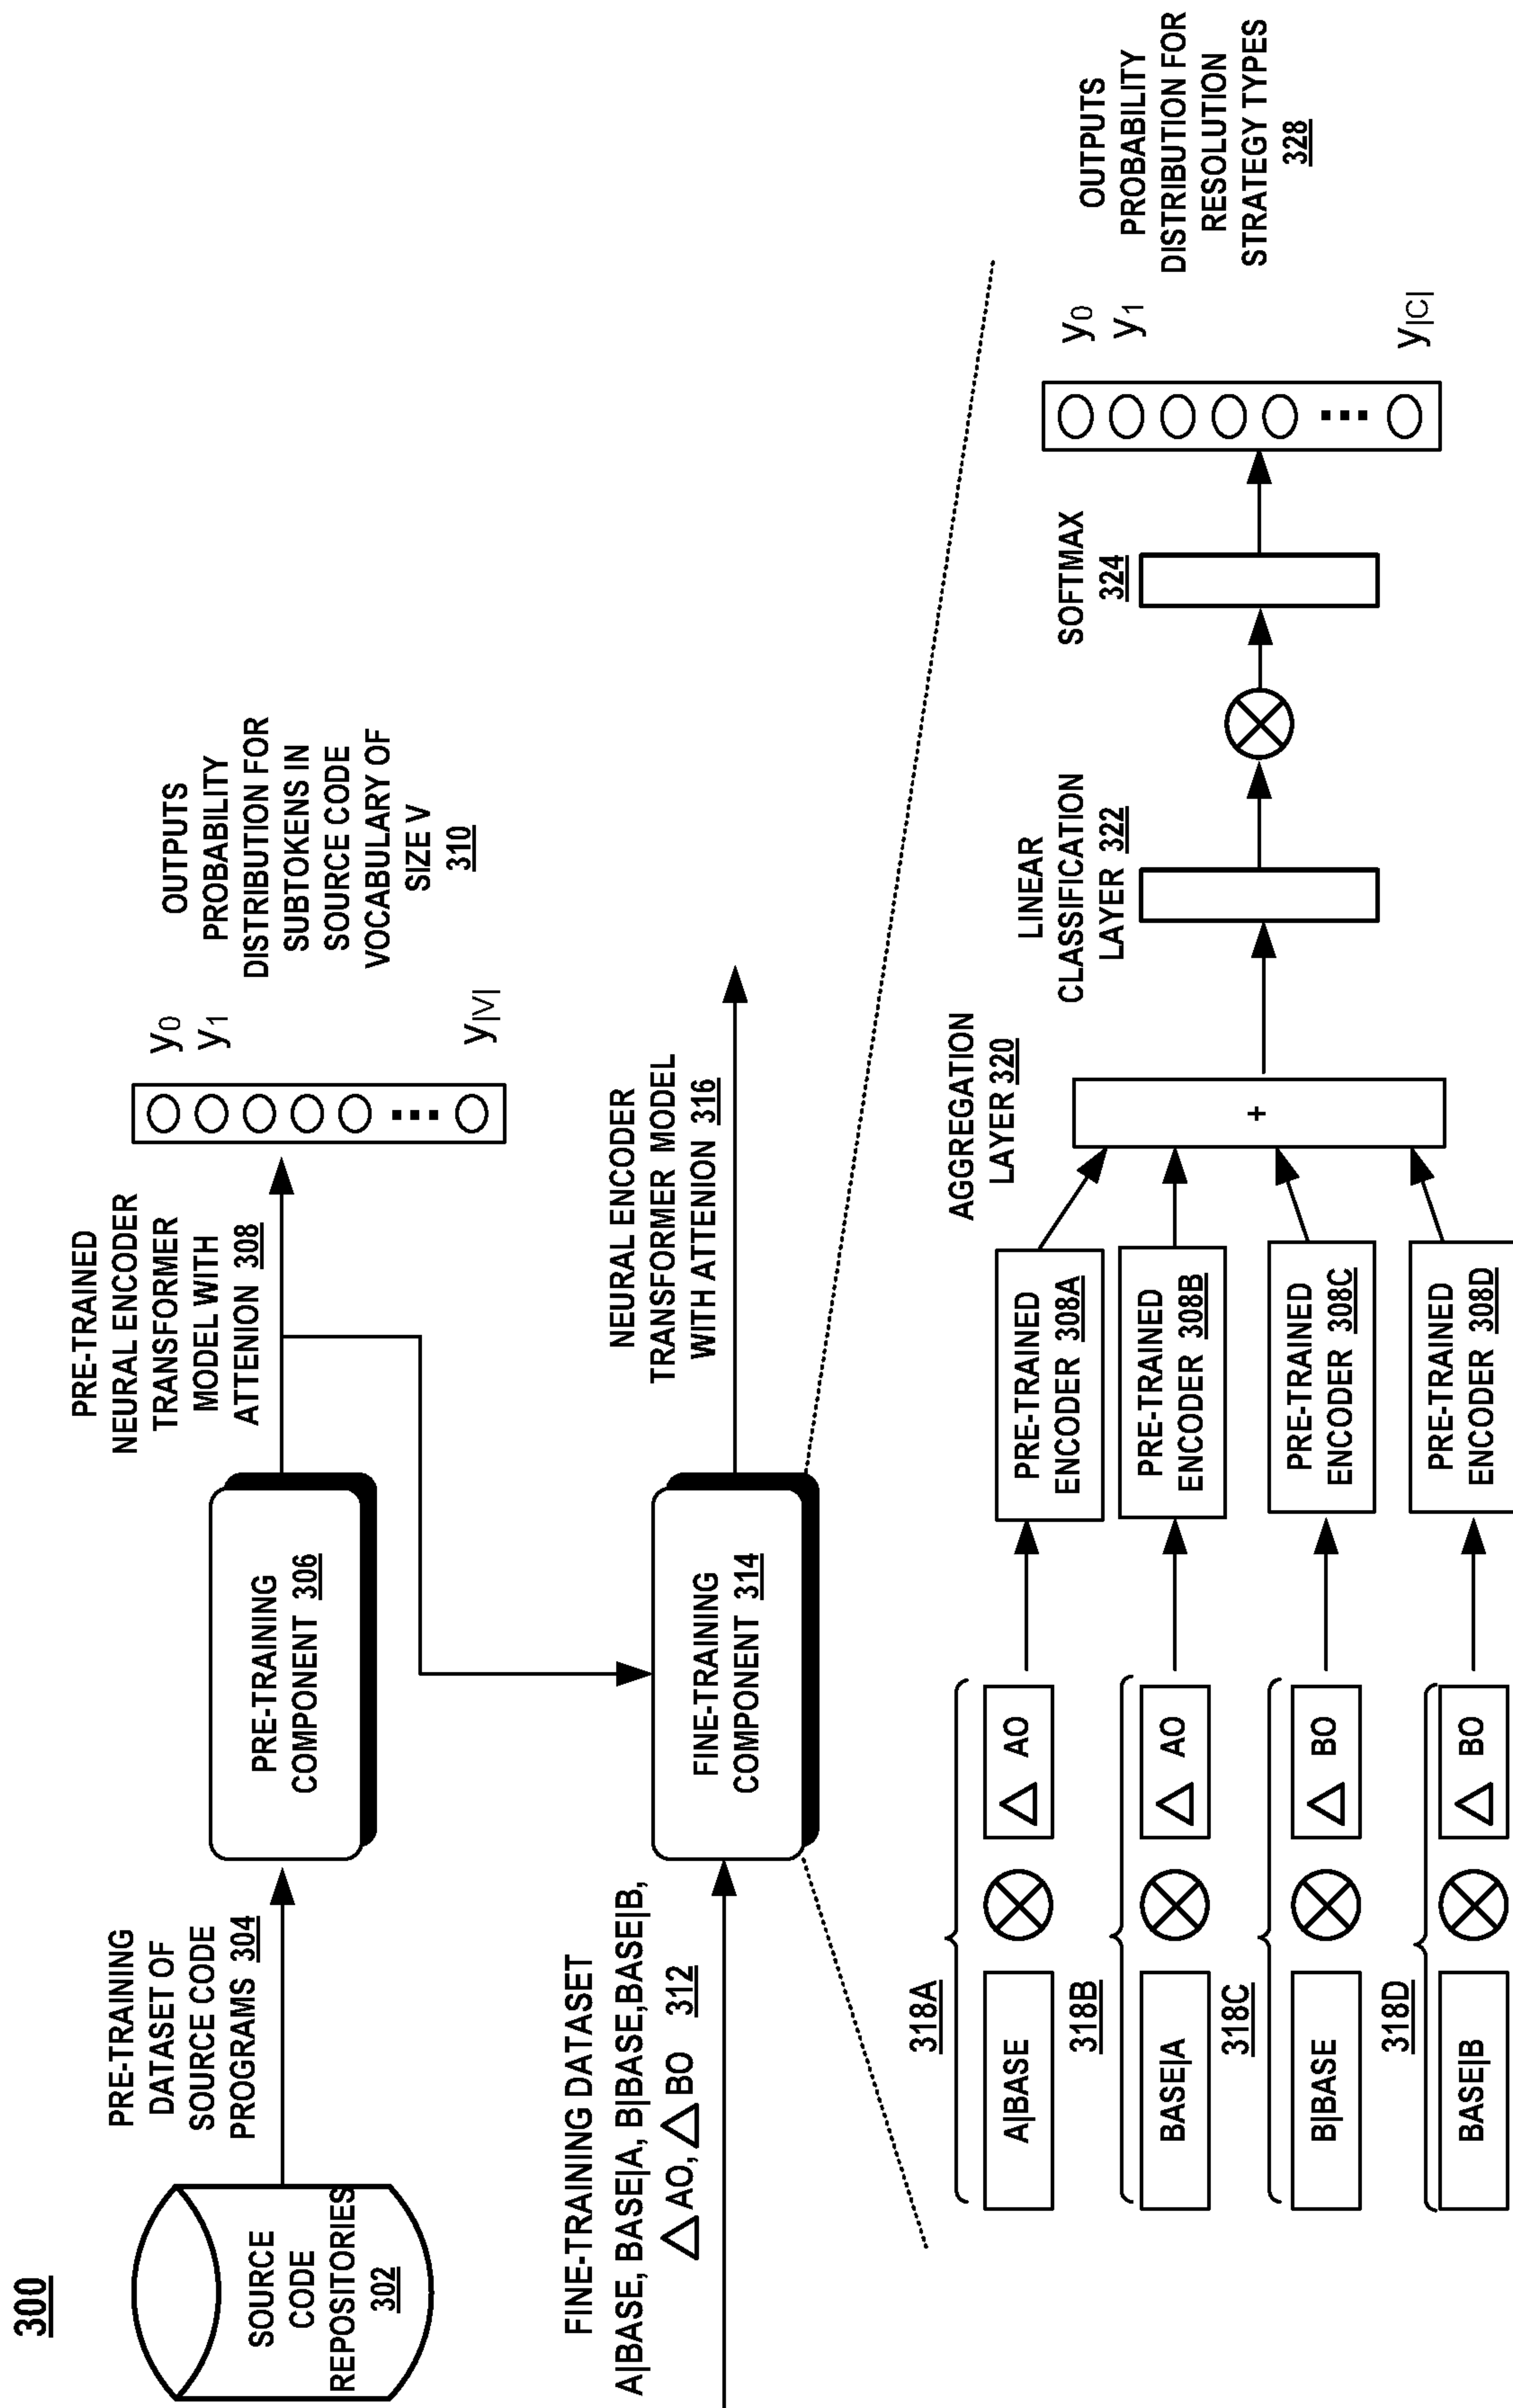 300
SOURCE
CODE
REPOSITORIES
302
PRE-TRAINING
DATASET OF
SOURCE CODE
PROGRAMS 304
PRE-TRAINING
COMPONENT 306
PRE-TRAINED
NEURAL ENCODER
TRANSFORMER
MODEL WITH
ATTENION 308
y0
y1
y|V|
OUTPUTS
PROBABILITY
DISTRIBUTION FOR
SUBTOKENS IN
SOURCE CODE
VOCABULARY OF
SIZE V
310
FINE-TRAINING DATASET
A|BASE, BASE|A, B|BASE,BASE|B,
△ AO, △ BO 312
FINE-TRAINING
COMPONENT 314
NEURAL ENCODER
TRANSFORMER MODEL
WITH ATTENION 316
318A
A|BASE
△ AO
PRE-TRAINED
ENCODER 308A
318B
BASE|A
△ AO
PRE-TRAINED
ENCODER 308B
318C
B|BASE
△ BO
PRE-TRAINED
ENCODER 308C
318D
BASE|B
△ BO
PRE-TRAINED
ENCODER 308D
AGGREGATION
LAYER 320
+
LINEAR
CLASSIFICATION
LAYER 322
SOFTMAX
324
y0
y1
y|C|
OUTPUTS
PROBABILITY
DISTRIBUTION FOR
RESOLUTION
STRATEGY TYPES
328